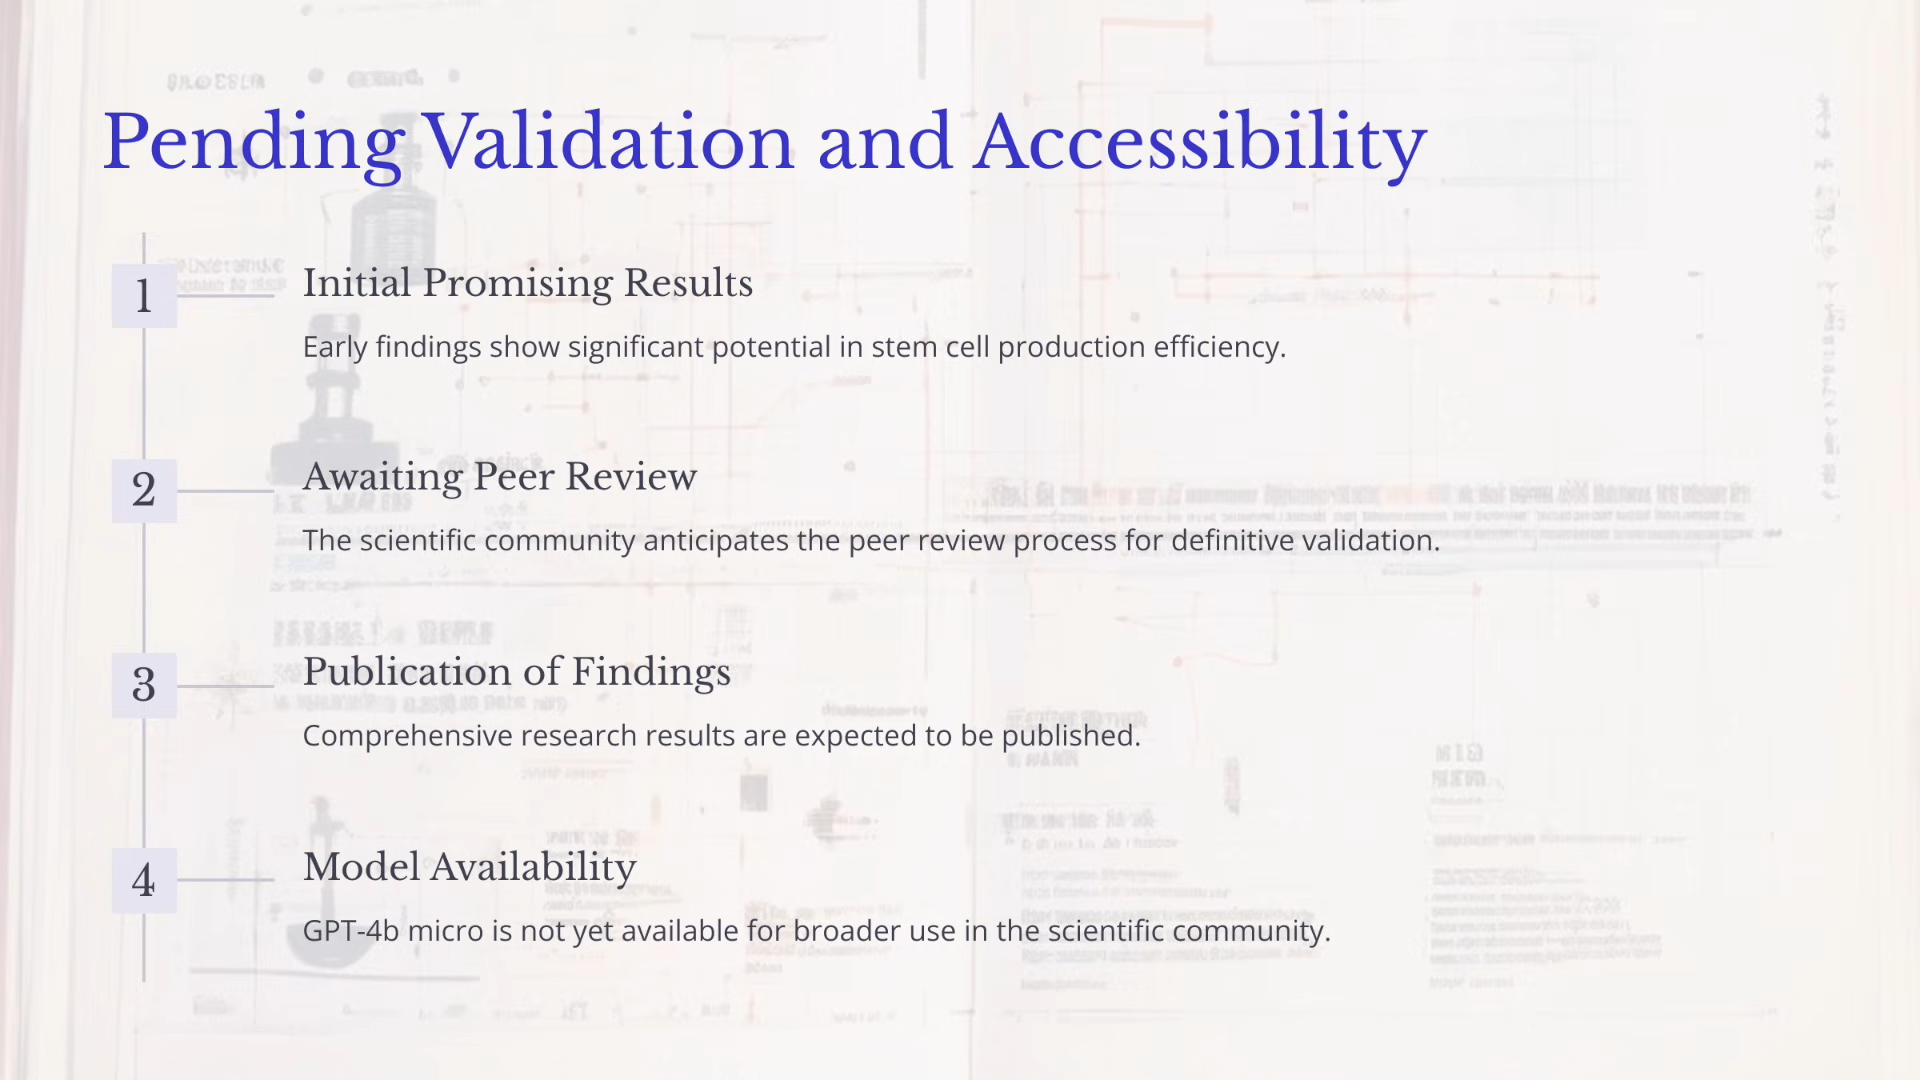 Pending Validation and Accessibility
1
Initial Promising Results
Early findings show significant potential in stem cell production efficiency.
2
Awaiting Peer Review
The scientific community anticipates the peer review process for definitive validation.
3
Publication of Findings
Comprehensive research results are expected to be published.
4
Model Availability
GPT-4b micro is not yet available for broader use in the scientific community.